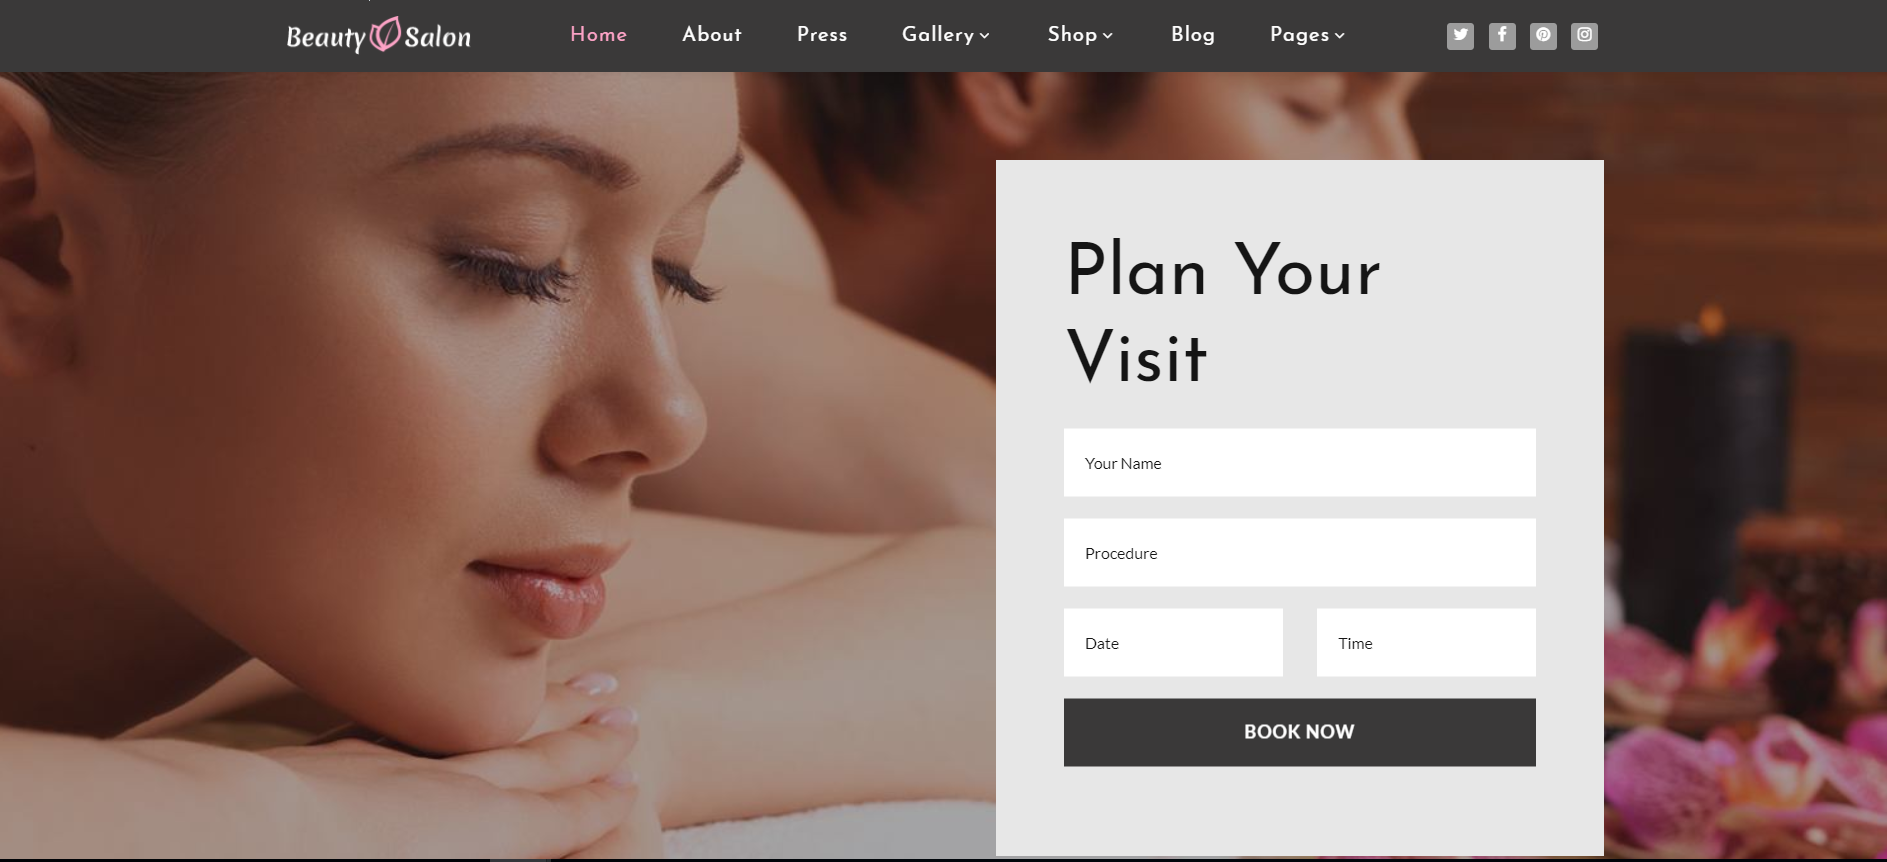 Beauty Salon
Home About Press Gallery Shop Blog Pages
Plan Your
Visit
Your Name
Procedure
Date Time
BOOK NOW